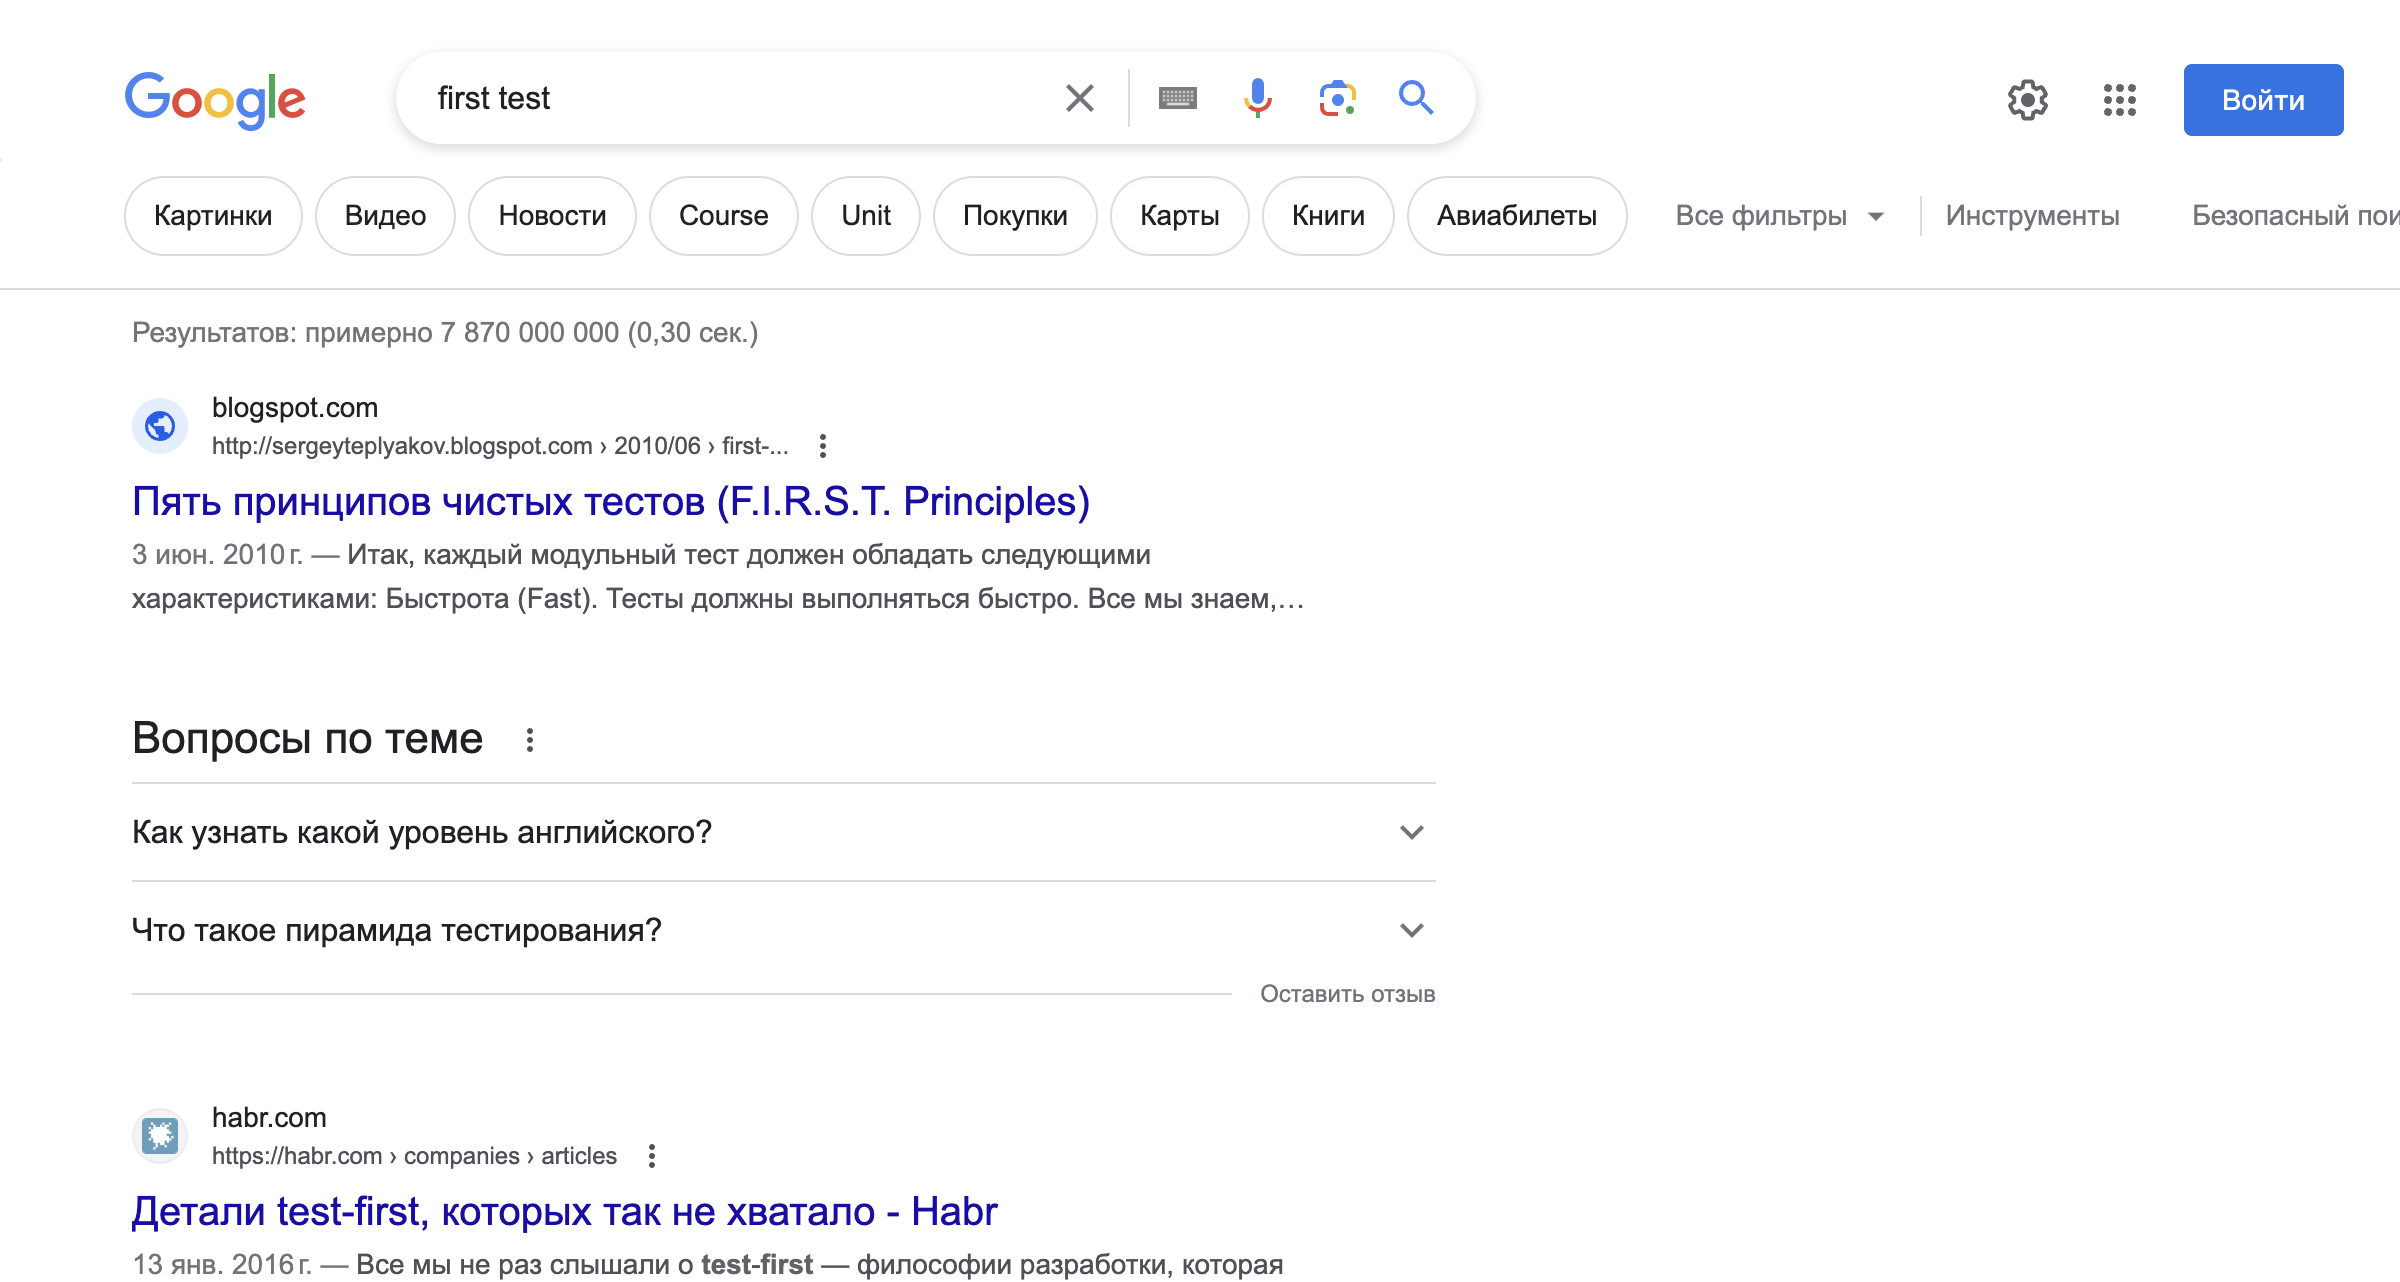 Google
first test
Войти
Картинки
Видео
Новости
Course
Unit
Покупки
Карты
Книги
Авиабилеты
Все фильтры
Инструменты
Безопасный пои
Результатов: примерно 7 870 000 000 (0,30 сек.)
blogspot.com
http://sergeyteplyakov.blogspot.com › 2010/06 › first-...
Пять принципов чистых тестов (F.I.R.S.T. Principles)
3 июн. 2010 г. — Итак, каждый модульный тест должен обладать следующими
характеристиками: Быстрота (Fast). Тесты должны выполняться быстро. Все мы знаем,...
Вопросы по теме
Как узнать какой уровень английского?
Что такое пирамида тестирования?
Оставить отзыв
habr.com
https://habr.com › companies › articles
Детали test-first, которых так не хватало - Habr
13 янв. 2016 г. — Все мы не раз слышали о test-first — философии разработки, которая